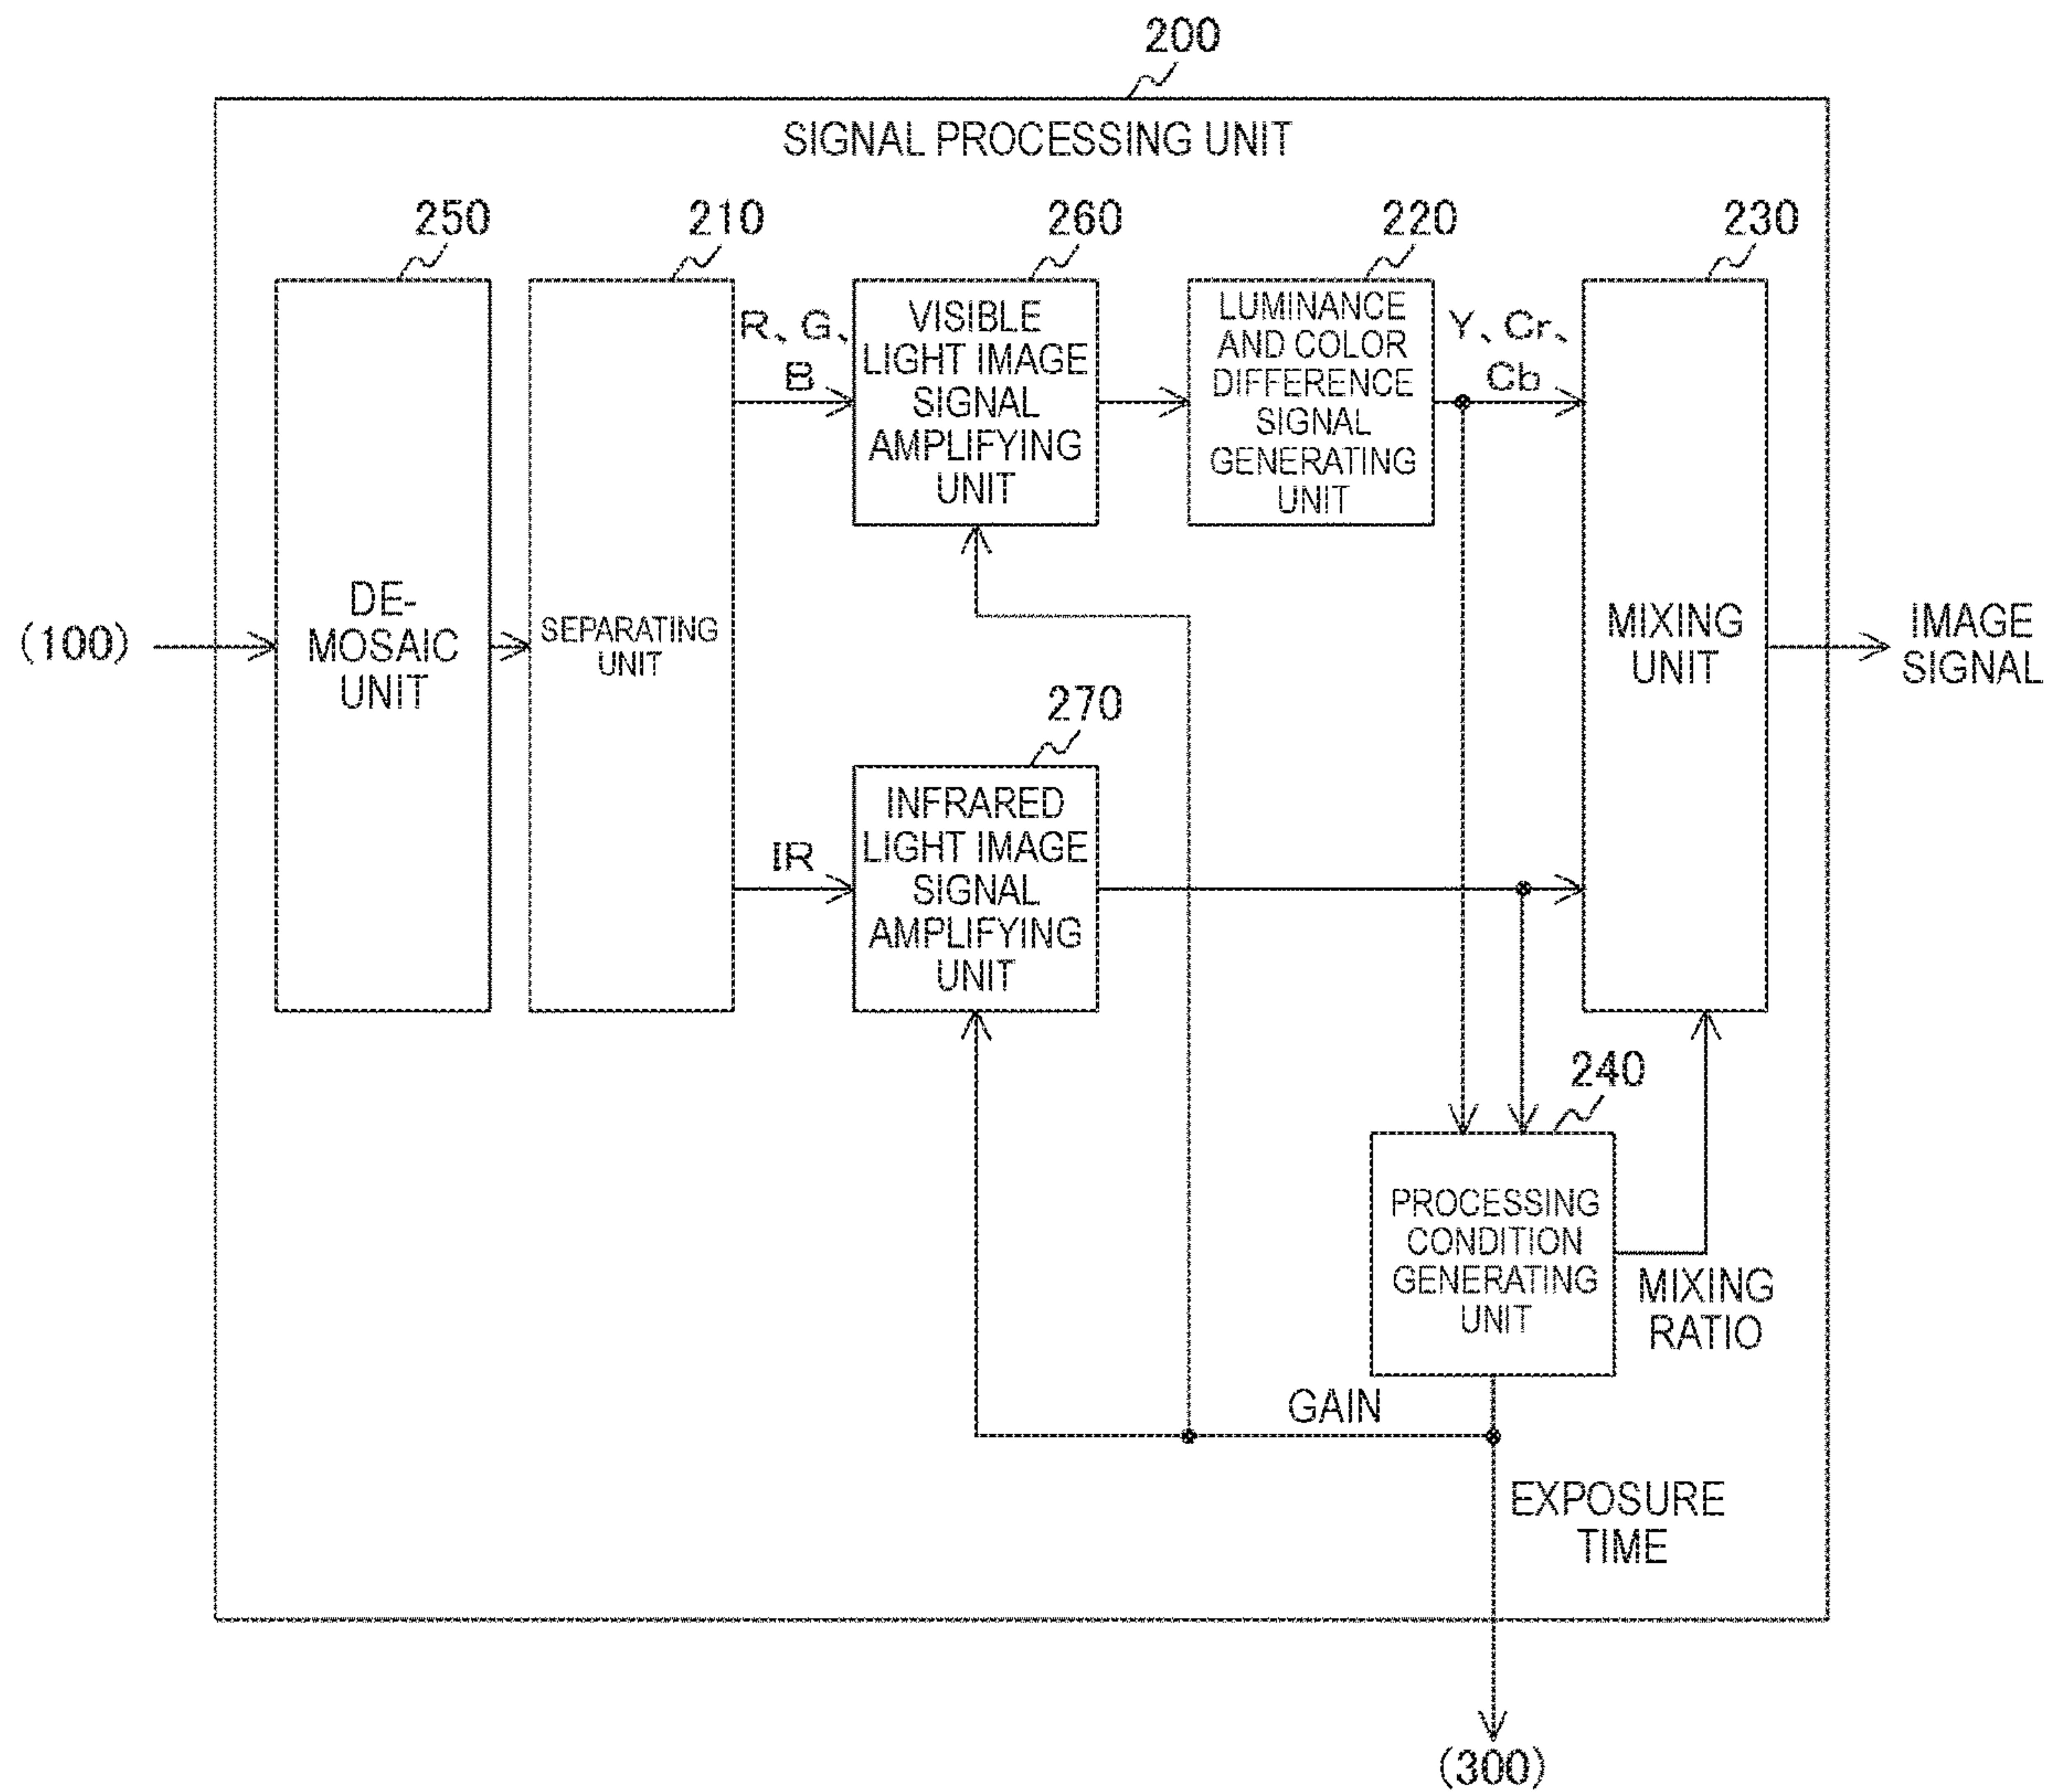 200
SIGNAL PROCESSING UNIT
250
210
260
220
230
DE-
MOSAIC
UNIT
SEPARATING
UNIT
R、G、
B
VISIBLE
LIGHT IMAGE
SIGNAL
AMPLIFYING
UNIT
LUMINANCE
AND COLOR
DIFFERENCE
SIGNAL
GENERATING
UNIT
Y、Cr、
Cb
MIXING
UNIT
(100)
IMAGE
SIGNAL
270
IR
INFRARED
LIGHT IMAGE
SIGNAL
AMPLIFYING
UNIT
240
PROCESSING
CONDITION
GENERATING
UNIT
MIXING
RATIO
GAIN
EXPOSURE
TIME
(300)